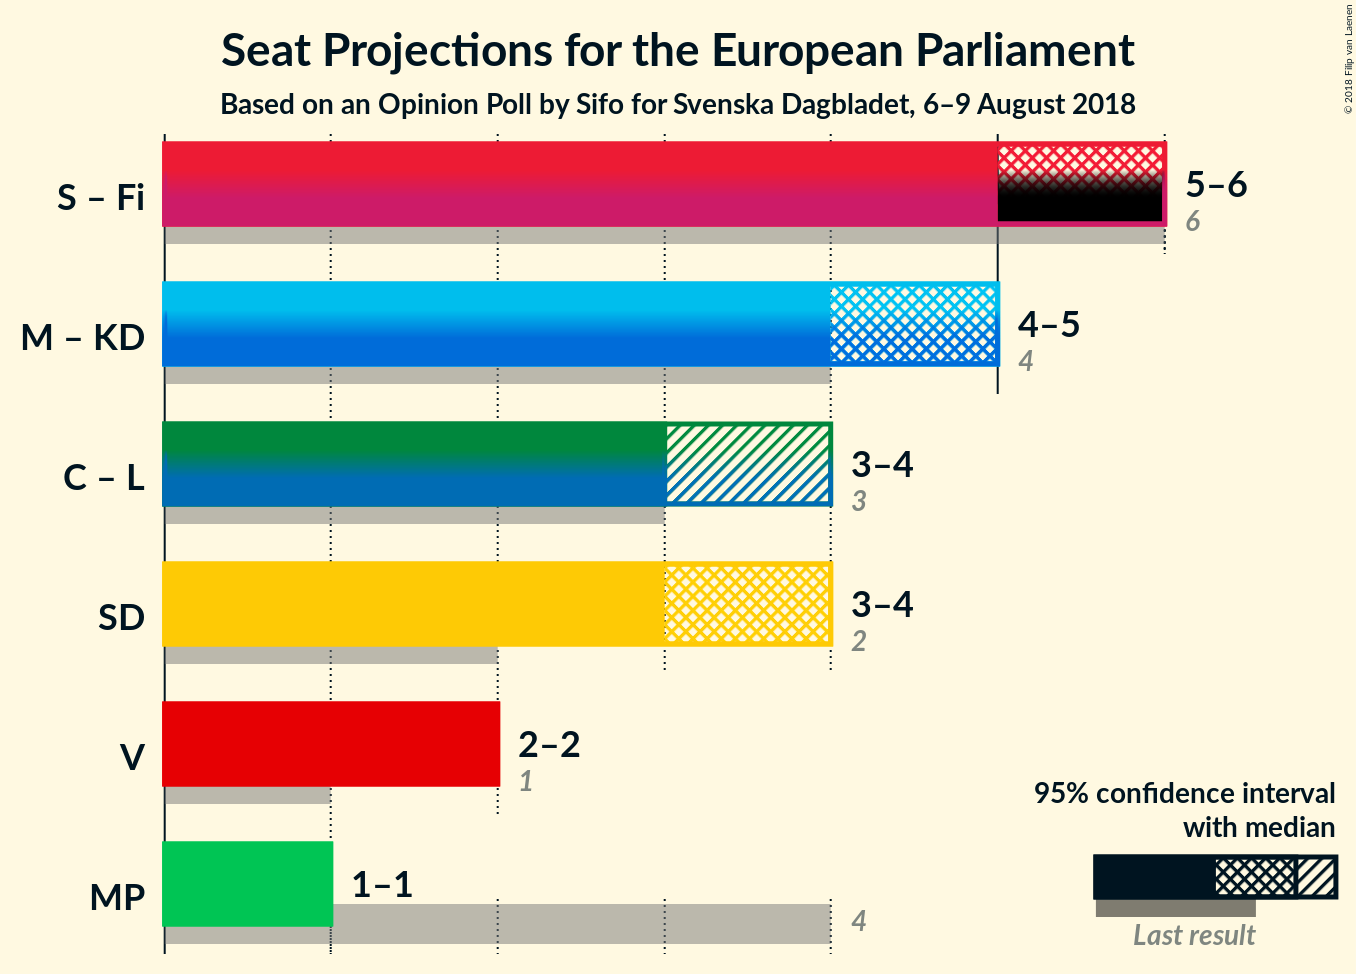 Seat Projections for the European Parliament
Based on an Opinion Poll by Sifo for Svenska Dagbladet, 6–9 August 2018
© 2018 Filip van Laenen
S – Fi
5–6
6
M – KD
4–5
4
C – L
3–4
3
SD
3–4
2
V
2–2
1
MP
1–1
4
95% confidence interval
with median
Last result